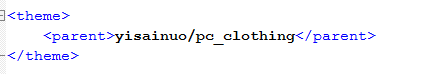 <theme>
<parent>yisainuo/pc_clothing</parent>
</theme>